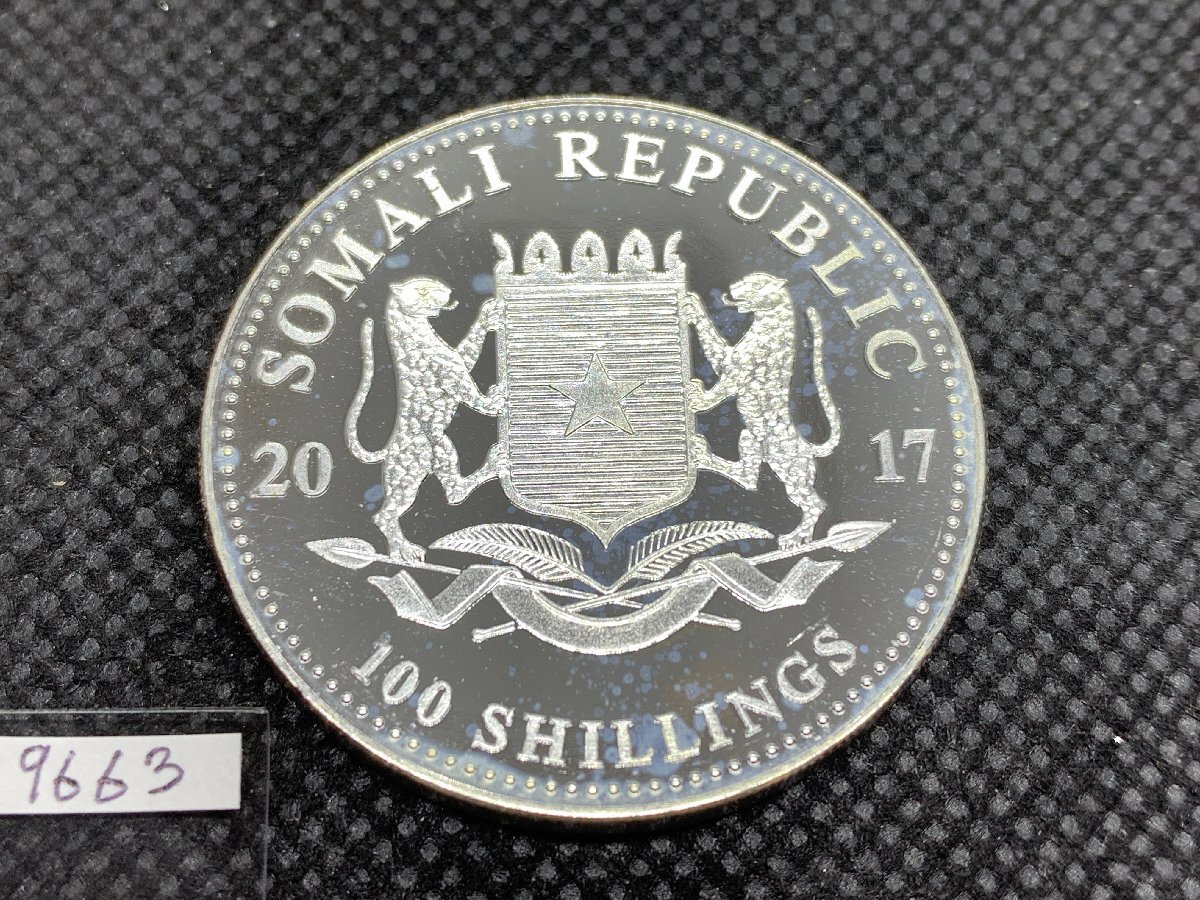 SOMALI REPUBLIC
20 17
100 SHILLINGS
9663